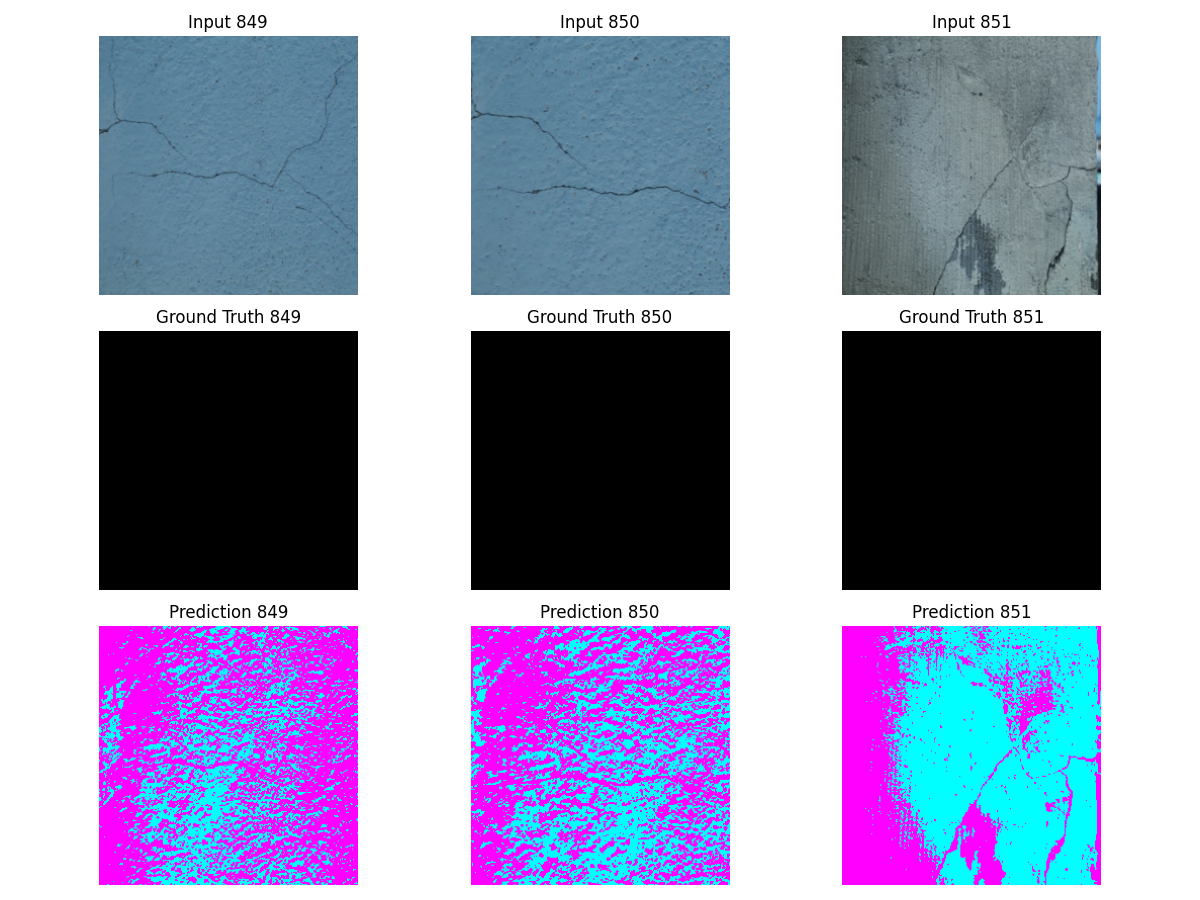 Input 849
Input 850
Input 851
Ground Truth 849
Ground Truth 850
Ground Truth 851
Prediction 849
Prediction 850
Prediction 851